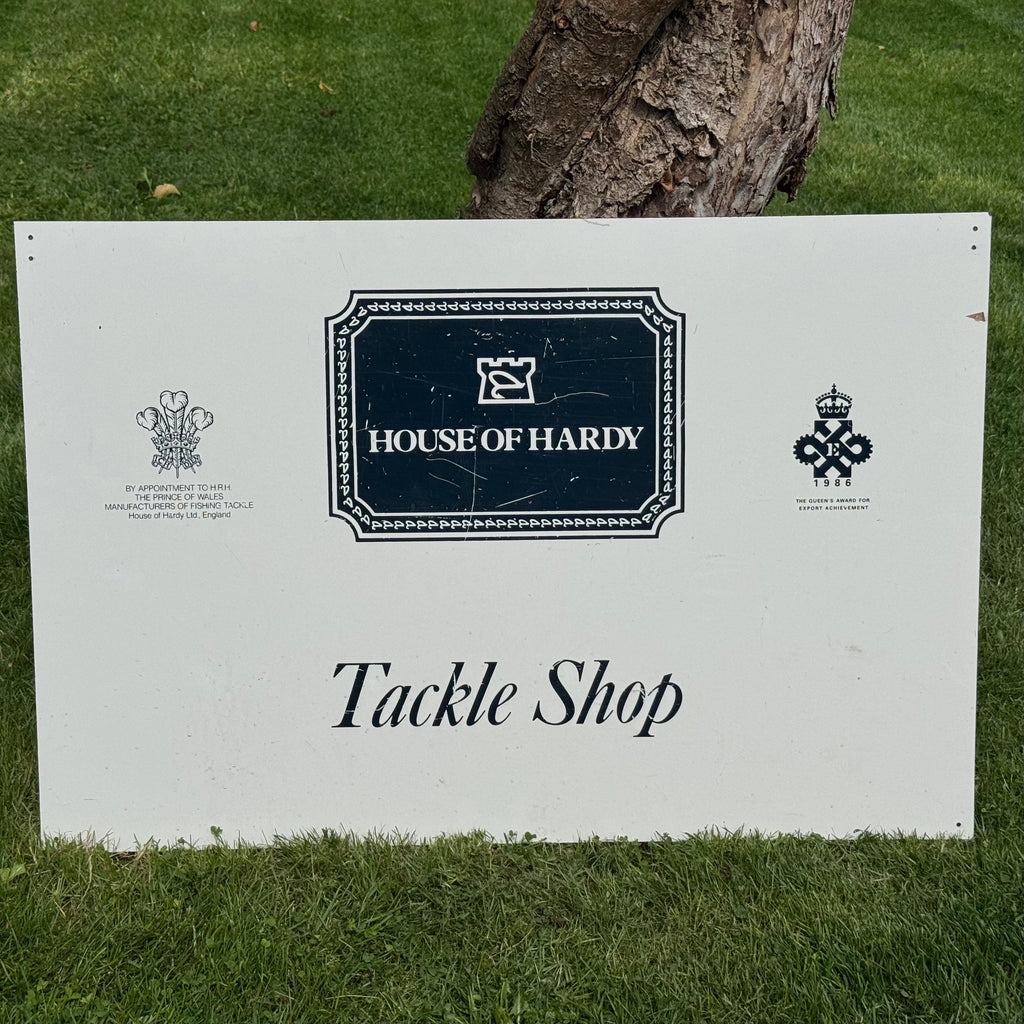 HOUSE OF HARDY
BY APPOINTMENT TO H.R.H.
THE PRINCE OF WALES
MANUFACTURERS OF FISHING TACKLE
House of Hardy Ltd., England
E
1986
THE QUEEN'S AWARD FOR
EXPORT ACHIEVEMENT
Tackle Shop